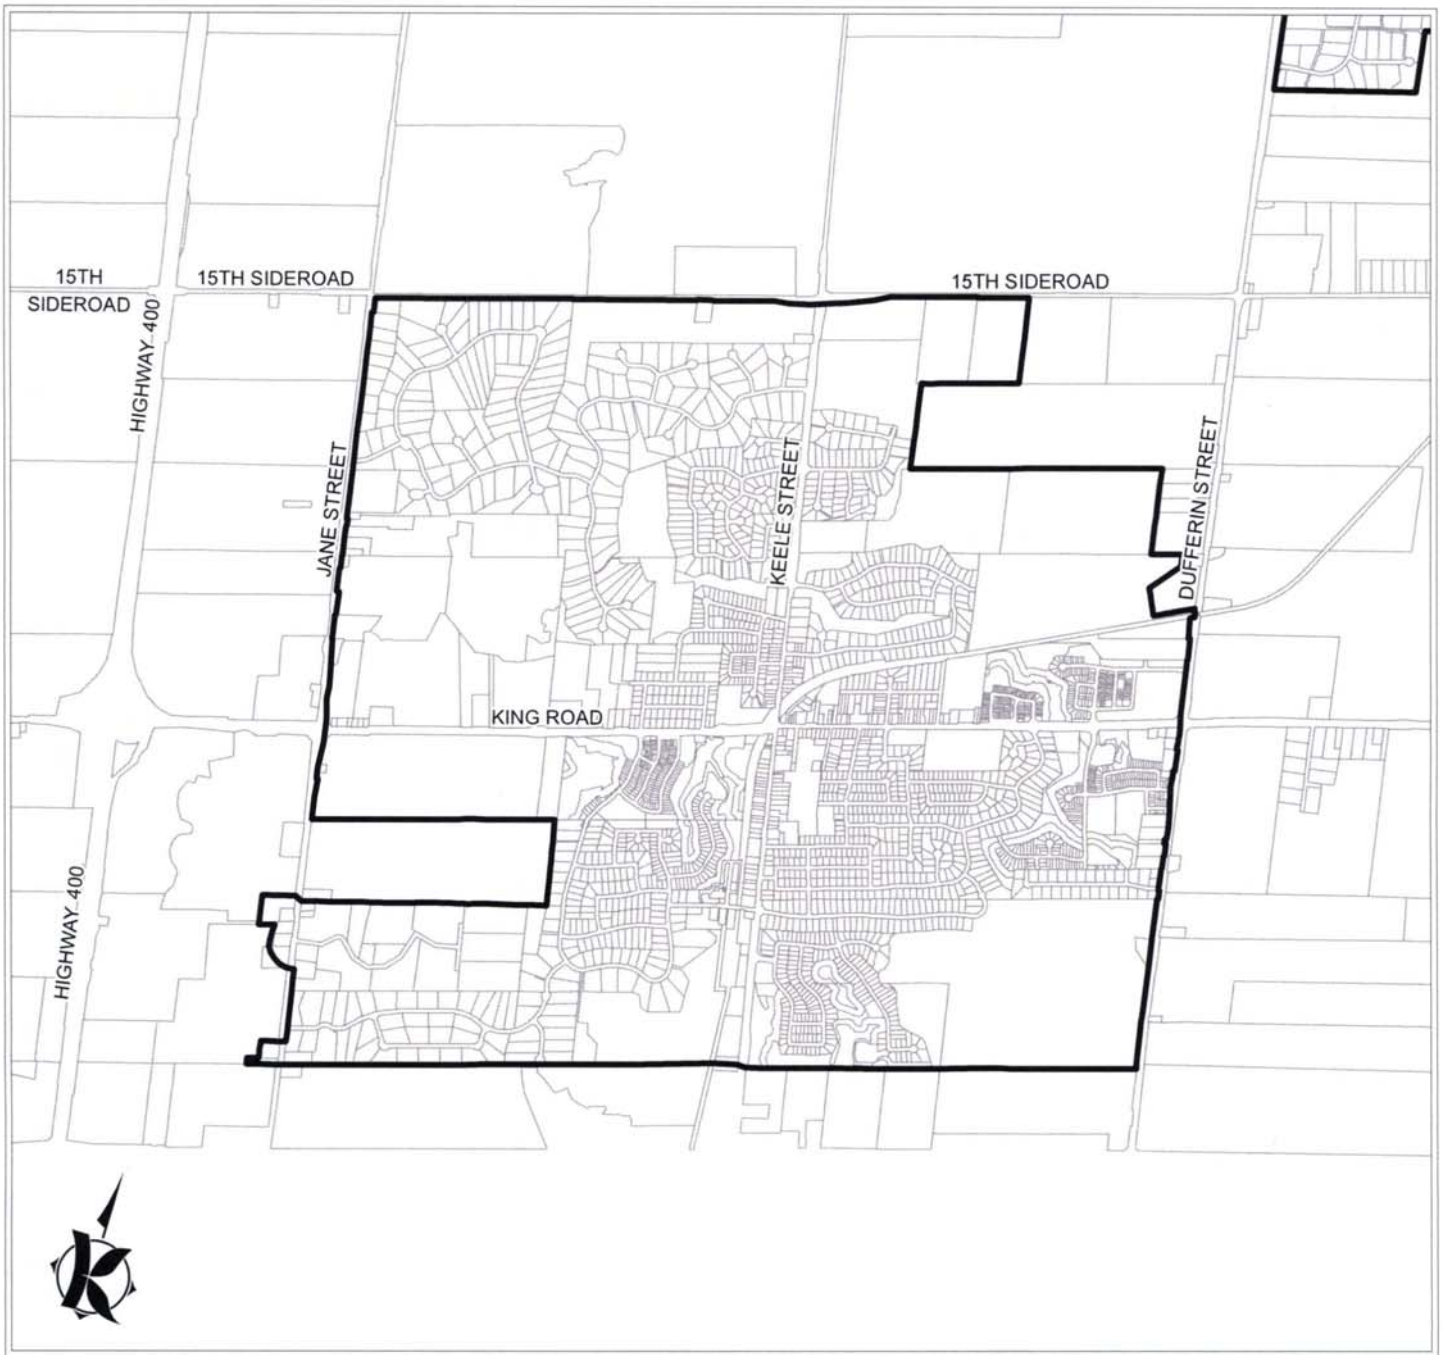 15TH
SIDEROAD
15TH SIDEROAD
15TH SIDEROAD
HIGHWAY 400
JANE STREET
KEELE STREET
DUFFERIN STREET
KING ROAD
HIGHWAY 400
K